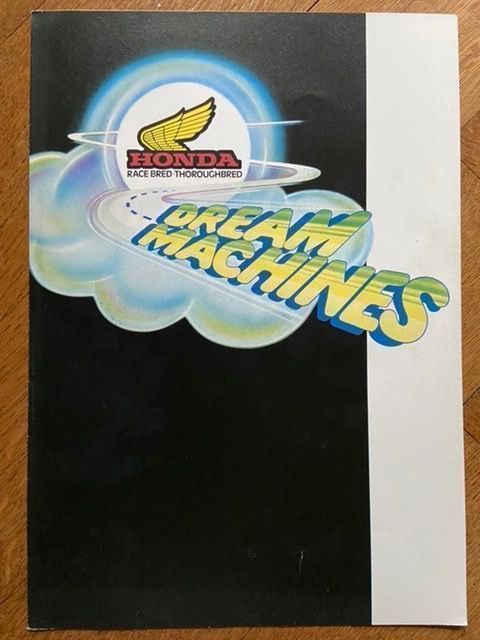 HONDA
RACE BRED THOROUGHBRED
DREAM
MACHINES